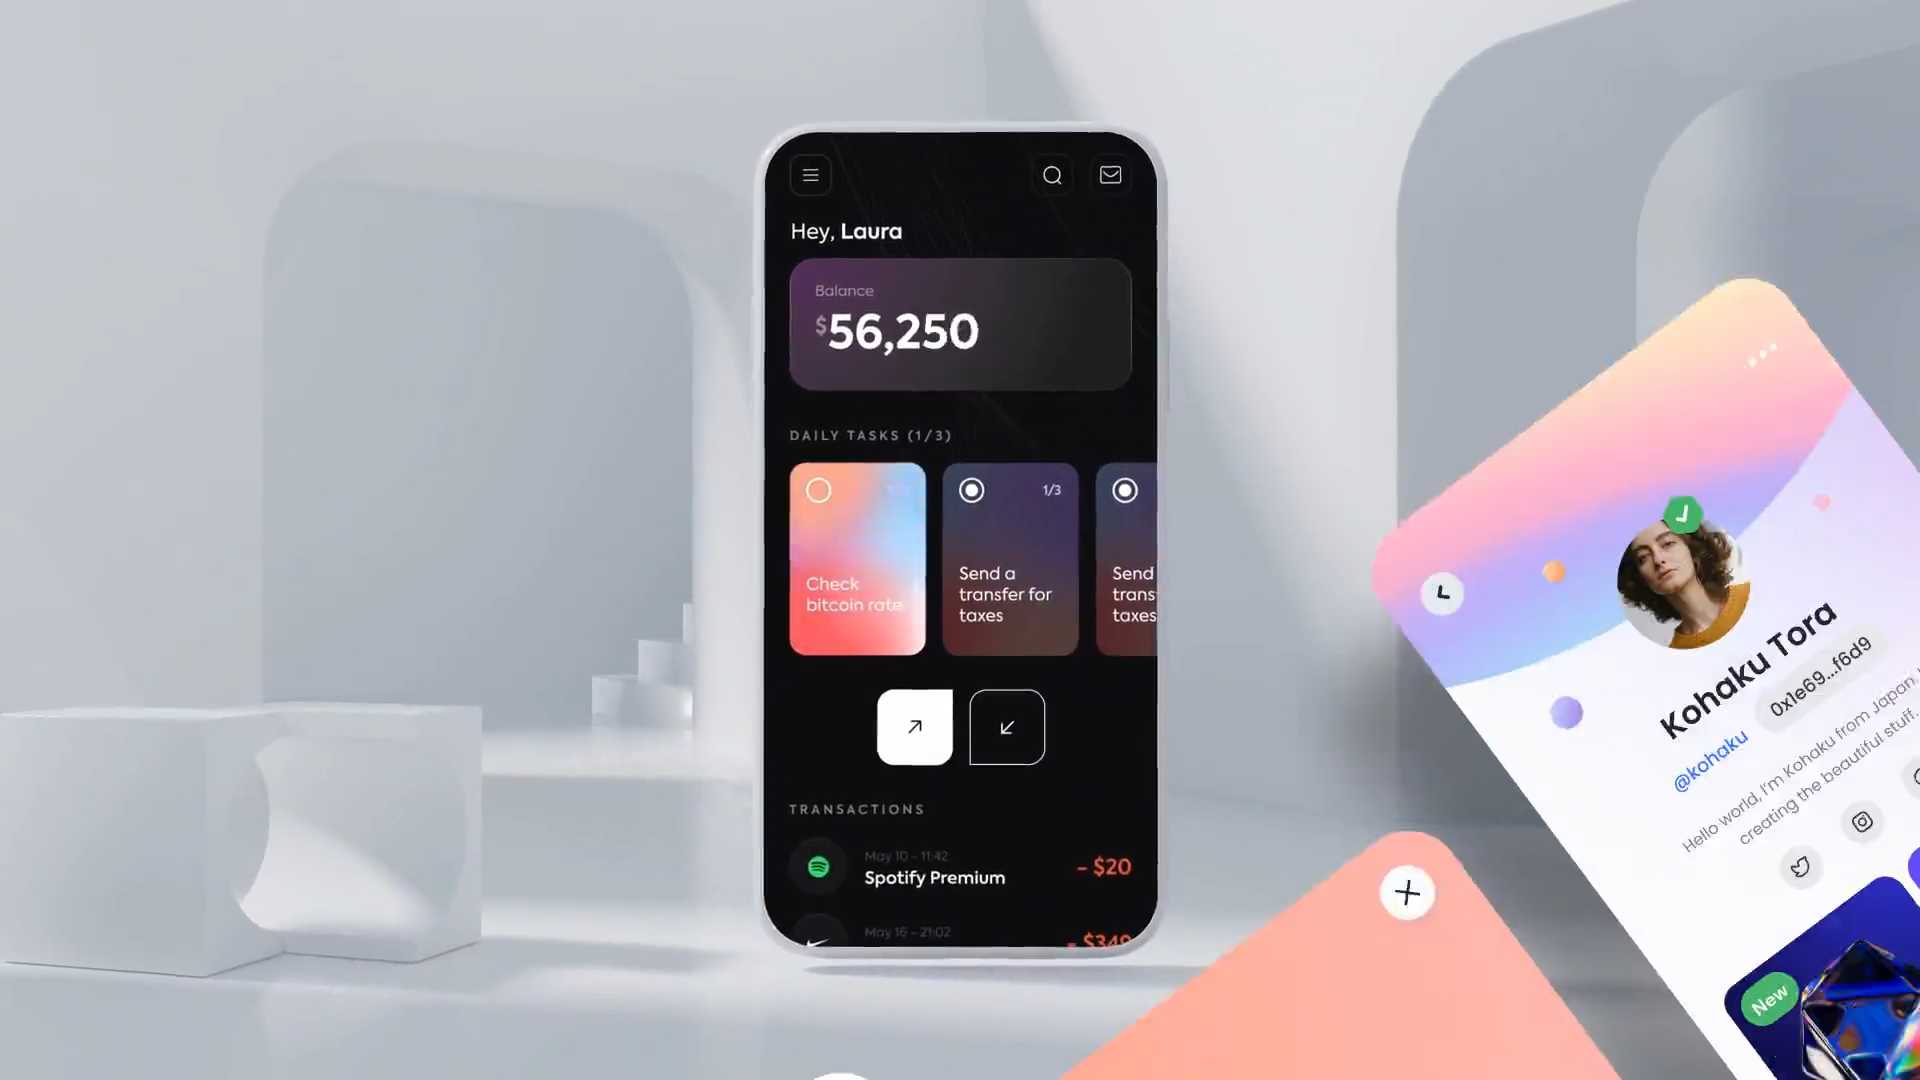 Hey, Laura
Balance
$56,250
DAILY TASKS (1/3)
Check
bitcoin rate
1/3
Send a
transfer for
taxes
Send
trans
taxes
TRANSACTIONS
May 10 - 11:42
Spotify Premium
- $20
May 16 - 21:02
- $349
Kohaku Tora
@kohaku
0x1e69...f6d9
Hello world, I'm Kohaku from Japan,
creating the beautiful stuff.
New